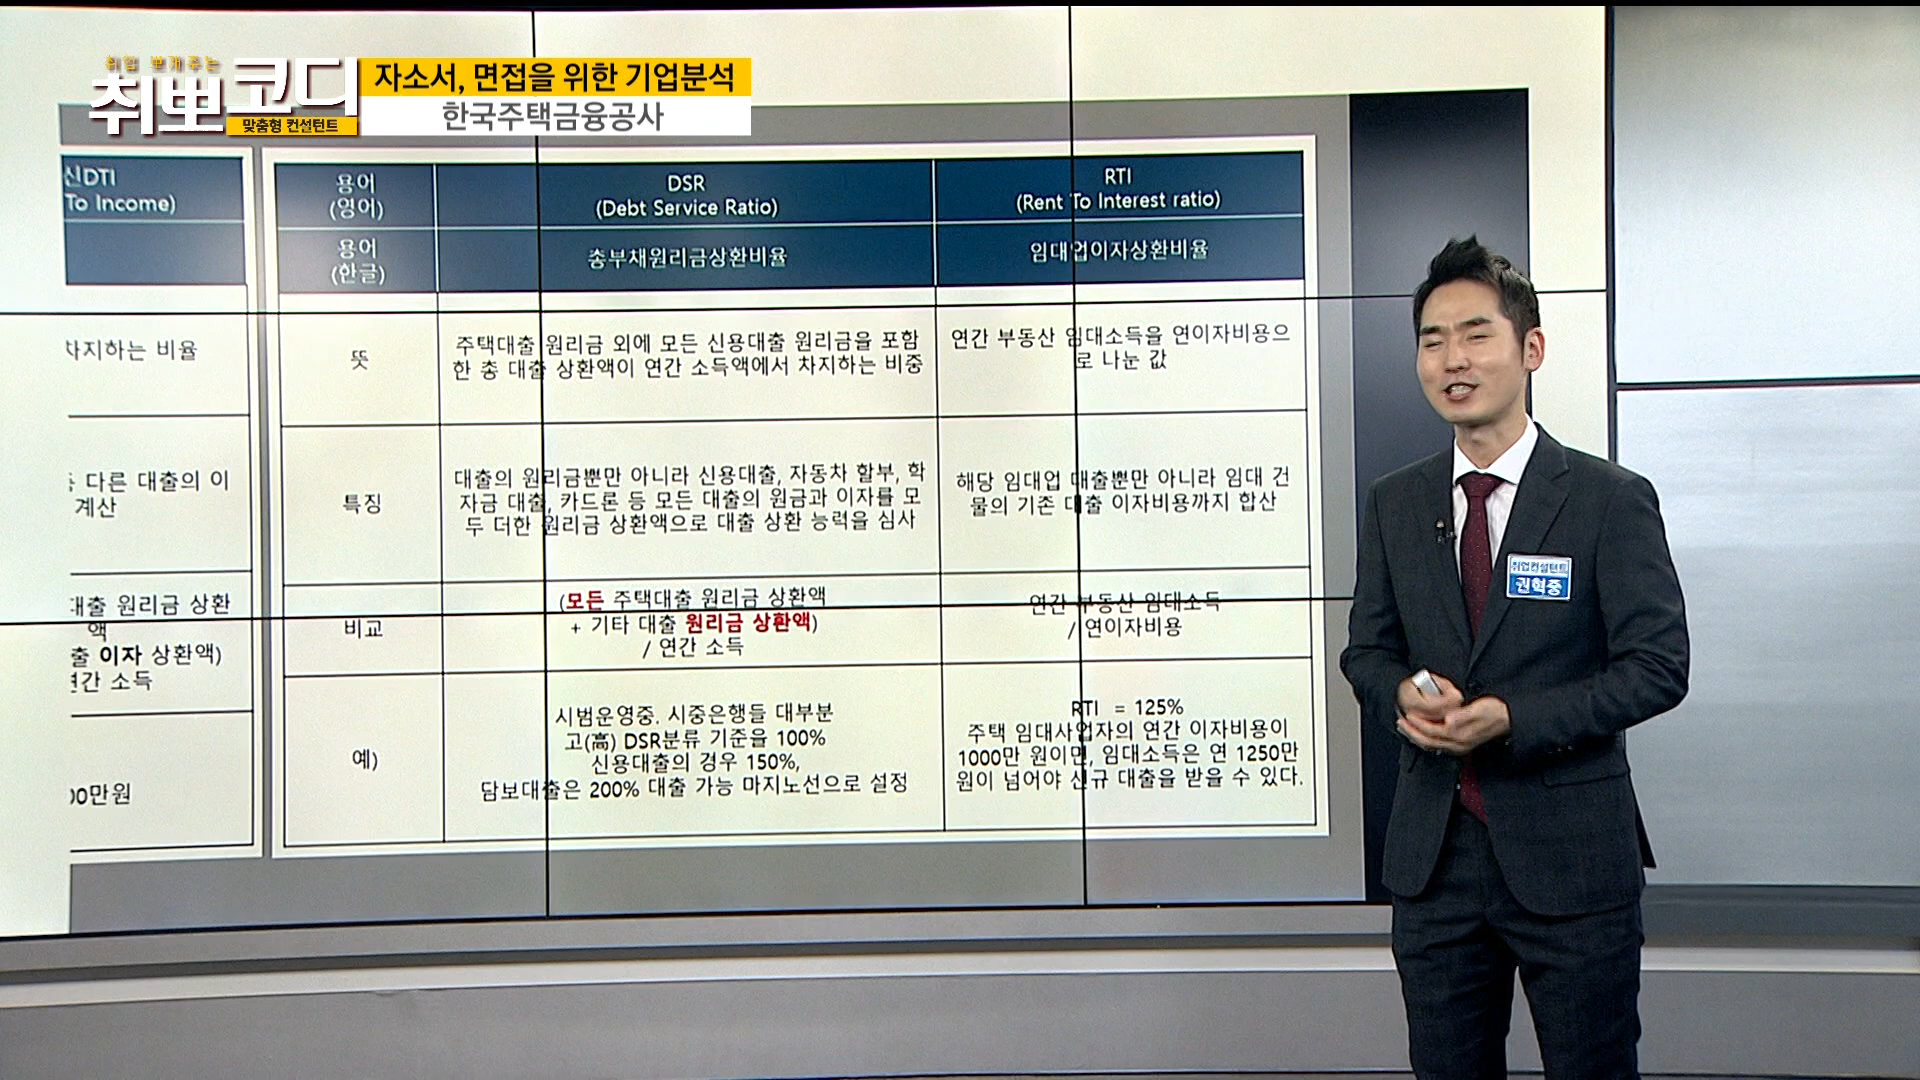 취업 뽀개주는
취뽀코디
맞춤형 컨설턴트
자소서, 면접을 위한 기업분석
한국주택금융공사
신DTI
To Income)
차지하는 비율
다른 대출의 이
계산
대출 원리금 상환
액
출 이자 상환액)
연간 소득
00만원
용어
(영어)
DSR
(Debt Service Ratio)
RTI
(Rent To Interest ratio)
용어
(한글)
총부채원리금상환비율
임대업이자상환비율
뜻
주택대출 원리금 외에 모든 신용대출 원리금을 포함
한 총 대출 상환액이 연간 소득액에서 차지하는 비중
연간 부동산 임대소득을 연이자비용으
로 나눈 값
특징
대출의 원리금뿐만 아니라 신용대출, 자동차 할부, 학
자금 대출, 카드론 등 모든 대출의 원금과 이자를 모
두 더한 원리금 상환액으로 대출 상환 능력을 심사
해당 임대업 대출뿐만 아니라 임대 건
물의 기존 대출 이자비용까지 합산
비교
(모든 주택대출 원리금 상환액
+ 기타 대출 원리금 상환액)
/ 연간 소득
연간 부동산 임대소득
/ 연이자비용
예)
시범운영중. 시중은행들 대부분
고(高) DSR분류 기준을 100%
신용대출의 경우 150%,
담보대출은 200% 대출 가능 마지노선으로 설정
RTI = 125%
주택 임대사업자의 연간 이자비용이
1000만 원이면, 임대소득은 연 1250만
원이 넘어야 신규 대출을 받을 수 있다.
취업컨설턴트
권혁중